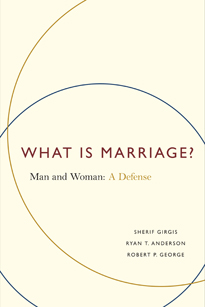 WHAT IS MARRIAGE?
Man and Woman: A Defense
SHERIF GIRGIS
RYAN T. ANDERSON
ROBERT P. GEORGE